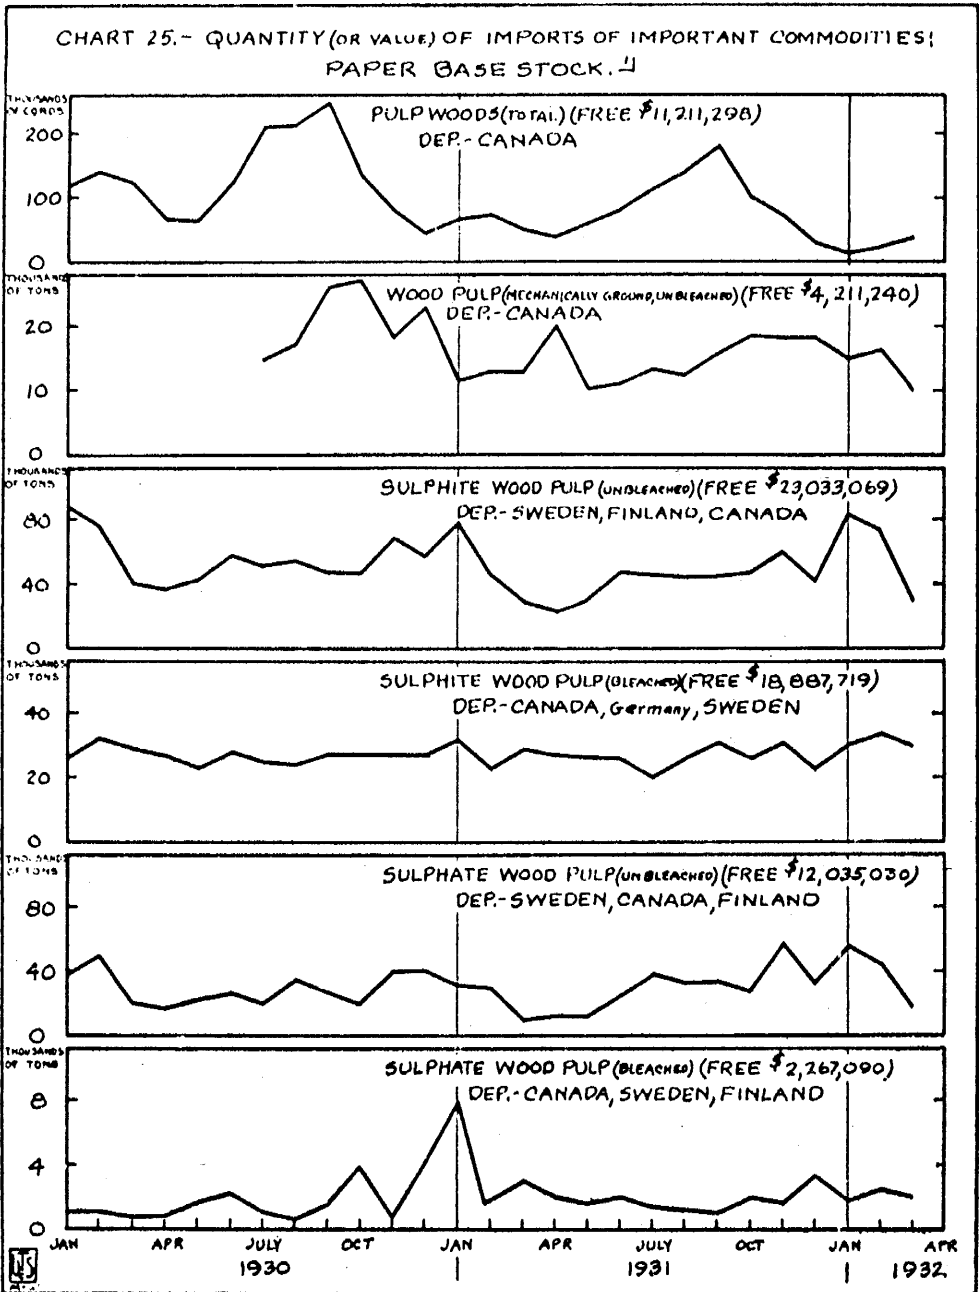 CHART 25.- QUANTITY (OR VALUE) OF IMPORTS OF IMPORTANT COMMODITIES;
PAPER BASE STOCK. 1/
THOUSANDS
OF CORDS
PULP WOODS (TOTAL) (FREE $11,211,298)
DEP.- CANADA
200
100
0
THOUSANDS
OF TONS
WOOD PULP (MECHANICALLY GROUND, UNBLEACHED) (FREE $4,211,240)
DEP.- CANADA
20
10
0
THOUSANDS
OF TONS
SULPHITE WOOD PULP (UNBLEACHED) (FREE $23,033,069)
DEP.- SWEDEN, FINLAND, CANADA
80
40
0
THOUSANDS
OF TONS
SULPHITE WOOD PULP (BLEACHED) (FREE $18,887,719)
DEP.- CANADA, Germany, SWEDEN
40
20
0
THOUSANDS
OF TONS
SULPHATE WOOD PULP (UNBLEACHED) (FREE $12,035,030)
DEP.- SWEDEN, CANADA, FINLAND
80
40
0
THOUSANDS
OF TONS
SULPHATE WOOD PULP (BLEACHED) (FREE $2,267,090)
DEP.- CANADA, SWEDEN, FINLAND
8
4
0
JAN APR JULY OCT JAN APR JULY OCT JAN APR
1930 1931 1932